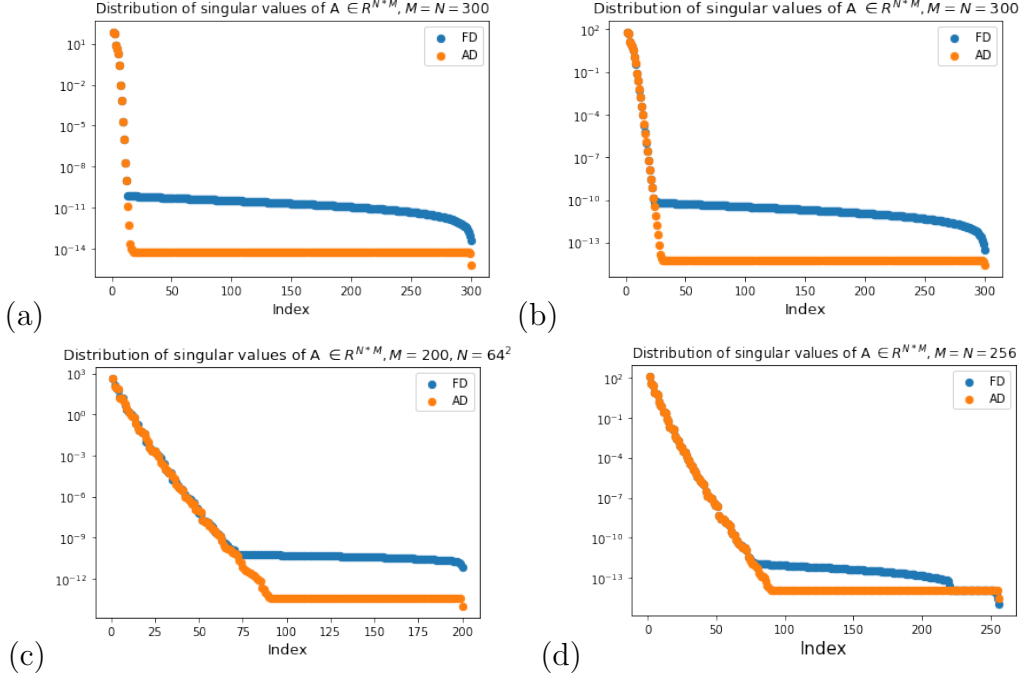 Distribution of singular values of A ∈ R^{N*M}, M = N = 300
10^1
10^{-2}
10^{-5}
10^{-8}
10^{-11}
10^{-14}
FD
AD
0 50 100 150 200 250 300
Index
(a)
Distribution of singular values of A ∈ R^{N*M}, M = N = 300
10^2
10^{-1}
10^{-4}
10^{-7}
10^{-10}
10^{-13}
FD
AD
0 50 100 150 200 250 300
Index
(b)
Distribution of singular values of A ∈ R^{N*M}, M = 200, N = 64^2
10^3
10^0
10^{-3}
10^{-6}
10^{-9}
10^{-12}
FD
AD
0 25 50 75 100 125 150 175 200
Index
(c)
Distribution of singular values of A ∈ R^{N*M}, M = N = 256
10^2
10^{-1}
10^{-4}
10^{-7}
10^{-10}
10^{-13}
FD
AD
0 50 100 150 200 250
Index
(d)